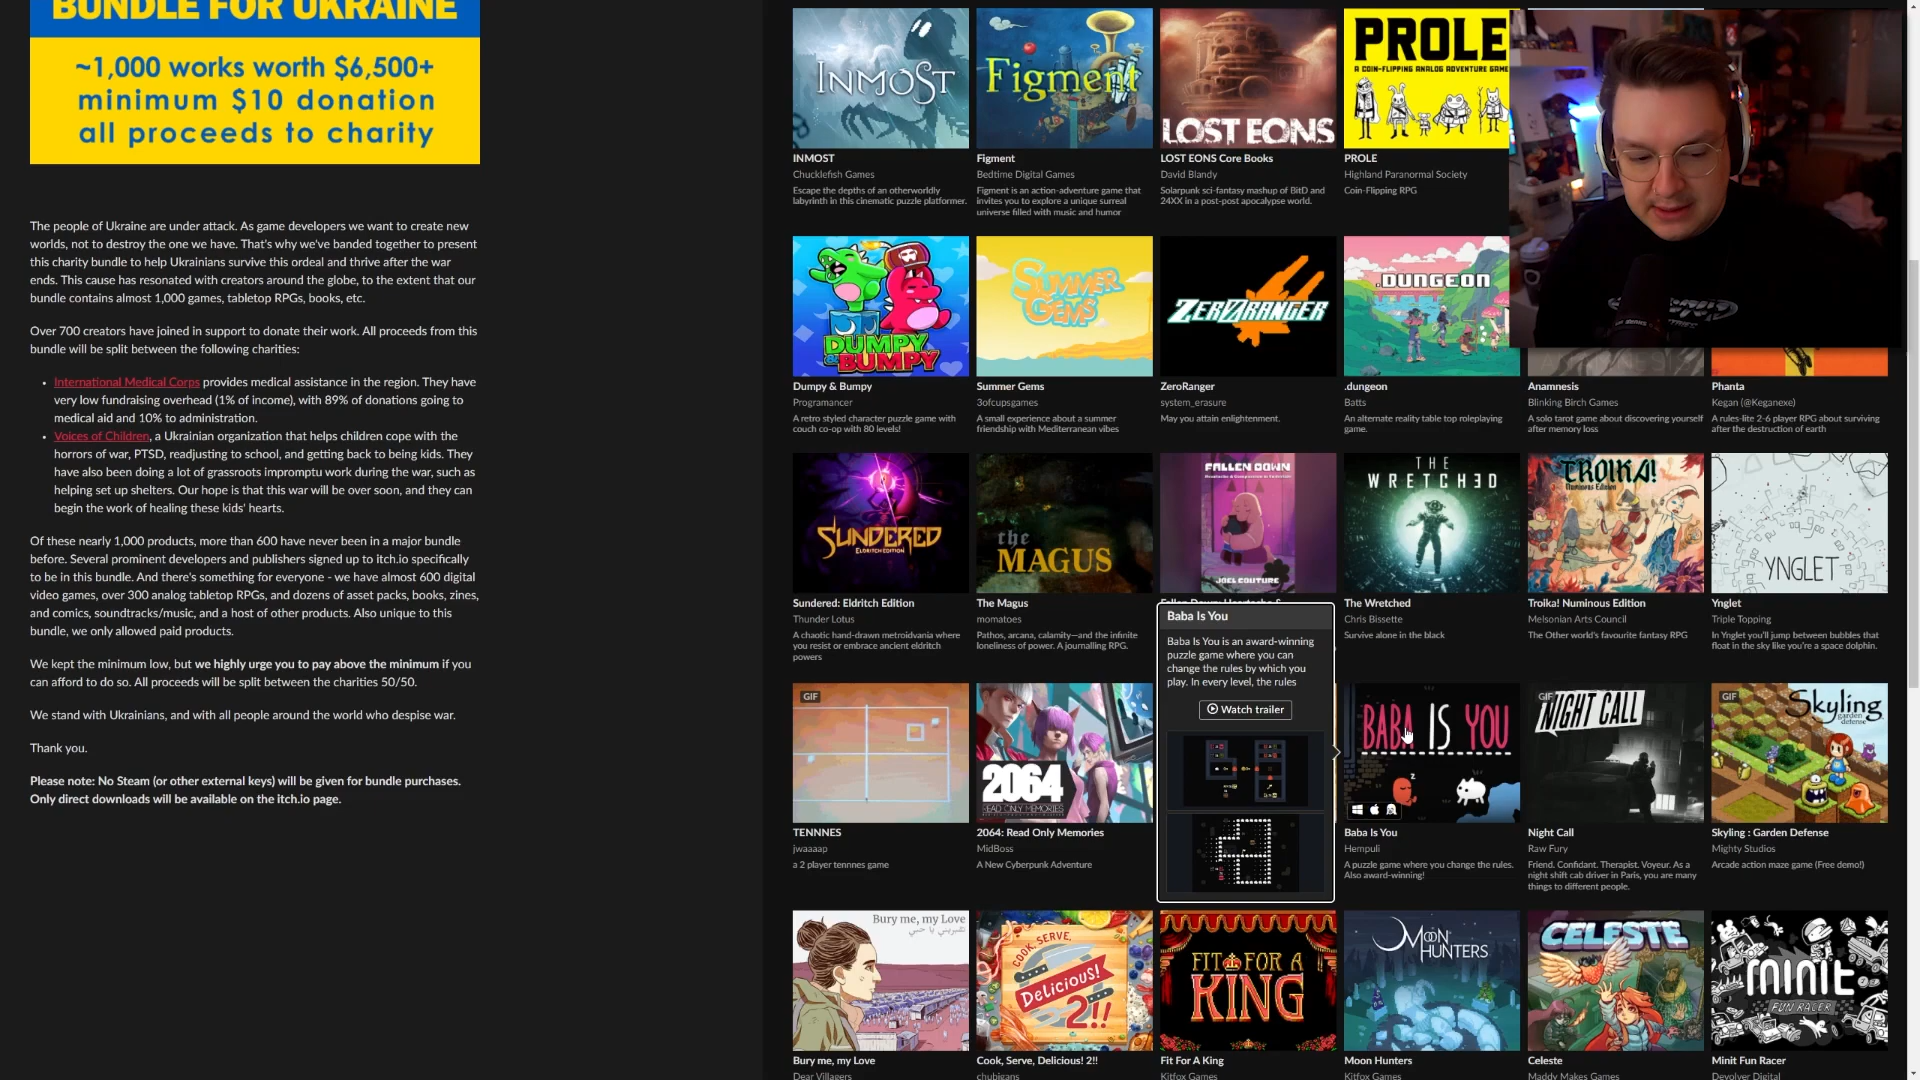 BUNDLE FOR UKRAINE
~1,000 works worth $6,500+
minimum $10 donation
all proceeds to charity
The people of Ukraine are under attack. As game developers we want to create new
worlds, not to destroy the one we have. That's why we've banded together to present
this charity bundle to help Ukrainians survive this ordeal and thrive after the war
ends. This cause has resonated with creators around the globe, to the extent that our
bundle contains almost 1,000 games, tabletop RPGs, books, etc.
Over 700 creators have joined in support to donate their work. All proceeds from this
bundle will be split between the following charities:
• International Medical Corps provides medical assistance in the region. They have
very low fundraising overhead (1% of income), with 89% of donations going to
medical aid and 10% to administration.
• Voices of Children, a Ukrainian organization that helps children cope with the
horrors of war, PTSD, readjusting to school, and getting back to being kids. They
have also been doing a lot of grassroots impromptu work during the war, such as
helping set up shelters. Our hope is that this war will be over soon, and they can
begin the work of healing these kids' hearts.
Of these nearly 1,000 products, more than 600 have never been in a major bundle
before. Several prominent developers and publishers signed up to itch.io specifically
to be in this bundle. And there's something for everyone - we have almost 600 digital
video games, over 300 analog tabletop RPGs, and dozens of asset packs, books, zines,
and comics, soundtracks/music, and a host of other products. Also unique to this
bundle, we only allowed paid products.
We kept the minimum low, but we highly urge you to pay above the minimum if you
can afford to do so. All proceeds will be split between the charities 50/50.
We stand with Ukrainians, and with all people around the world who despise war.
Thank you.
Please note: No Steam (or other external keys) will be given for bundle purchases.
Only direct downloads will be available on the itch.io page.
INMOST
INMOST
Chucklefish Games
Escape the depths of an otherworldly
labyrinth in this cinematic puzzle platformer.
Figment
Figment
Bedtime Digital Games
Figment is an action-adventure game that
invites you to explore a unique surreal
universe filled with music and humor
LOST EONS
LOST EONS Core Books
David Blandy
Solarpunk sci-fantasy mashup of BitD and
24XX in a post-post apocalypse world.
PROLE
A COIN-FLIPPING ANALOG ADVENTURE GAME
PROLE
Highland Paranormal Society
Coin-Flipping RPG
DUMPY
& BUMPY
Dumpy & Bumpy
Programancer
A retro styled character puzzle game with
couch co-op with 80 levels!
SUMMER
GEMS
Summer Gems
3ofcupsgames
A small experience about a summer
friendship with Mediterranean vibes
ZERORANGER
ZeroRanger
system_erasure
May you attain enlightenment.
.DUNGEON
.dungeon
Batts
An alternate reality table top roleplaying
game.
Anamnesis
Blinking Birch Games
A solo tarot game about discovering yourself
after memory loss
Phanta
Kegan (@Keganexe)
A rules-lite 2-6 player RPG about surviving
after the destruction of earth
SUNDERED
ELDRITCH EDITION
Sundered: Eldritch Edition
Thunder Lotus
A chaotic hand-drawn metroidvania where
you resist or embrace ancient eldritch
powers
the
MAGUS
The Magus
momatoes
Pathos, arcana, calamity—and the infinite
loneliness of power. A journalling RPG.
FALLEN DOWN
JOEL COUTURE
THE
WRETCHED
The Wretched
Chris Bissette
Survive alone in the black
TROIKA!
Numinous Edition
Troika! Numinous Edition
Melsonian Arts Council
The Other world's favourite fantasy RPG
YNGLET
Ynglet
Triple Topping
In Ynglet you'll jump between bubbles that
float in the sky like you're a space dolphin.
Baba Is You
Baba Is You is an award-winning
puzzle game where you can
change the rules by which you
play. In every level, the rules
Watch trailer
GIF
TENNNES
jwaaaap
a 2 player tennnes game
2064
READ ONLY MEMORIES
2064: Read Only Memories
MidBoss
A New Cyberpunk Adventure
BABA IS YOU
Baba Is You
Hempuli
A puzzle game where you change the rules.
Also award-winning!
GIF
NIGHT CALL
Night Call
Raw Fury
Friend. Confidant. Therapist. Voyeur. As a
night shift cab driver in Paris, you are many
things to different people.
GIF
Skyling
garden
defense
Skyling : Garden Defense
Mighty Studios
Arcade action maze game (Free demo!)
Bury me, my Love
Bury me, my Love
Dear Villagers
COOK, SERVE,
Delicious!
2!!
Cook, Serve, Delicious! 2!!
chubigans
FIT FOR A
KING
Fit For A King
Kitfox Games
MOON
HUNTERS
Moon Hunters
Kitfox Games
CELESTE
Celeste
Maddy Makes Games
minit
FUN RACER
Minit Fun Racer
Devolver Digital